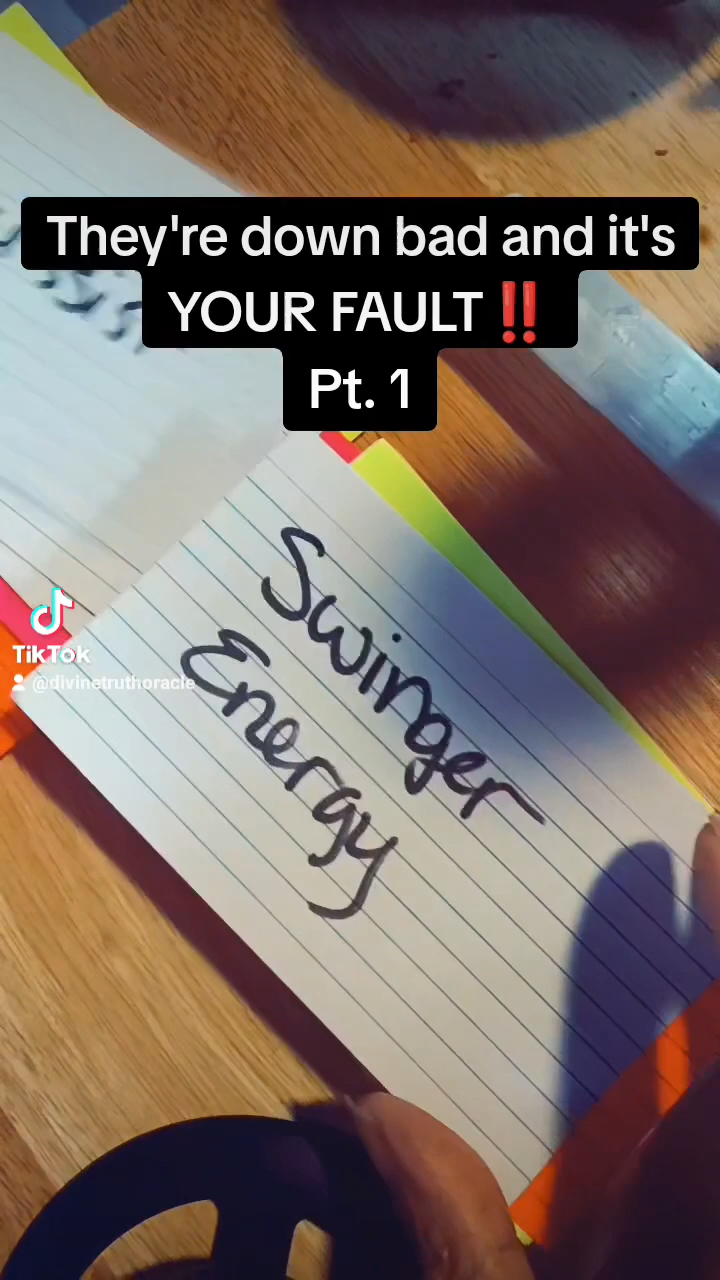 They're down bad and it's
YOUR FAULT‼️
Pt. 1
Swinger
Energy
TikTok
@divinetruthoracle